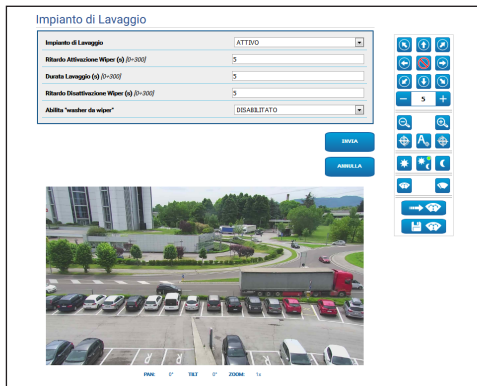 Impianto di Lavaggio
Impianto di Lavaggio ATTIVO
Ritardo Attivazione Wiper (s) [0÷300] 5
Durata Lavaggio (s) [0÷300] 5
Ritardo Disattivazione Wiper (s) [0÷300] 5
Abilita "washer da wiper" DISABILITATO
INVIA
ANNULLA
− 5 +
A
PAN: 0° TILT 0° ZOOM: 1x